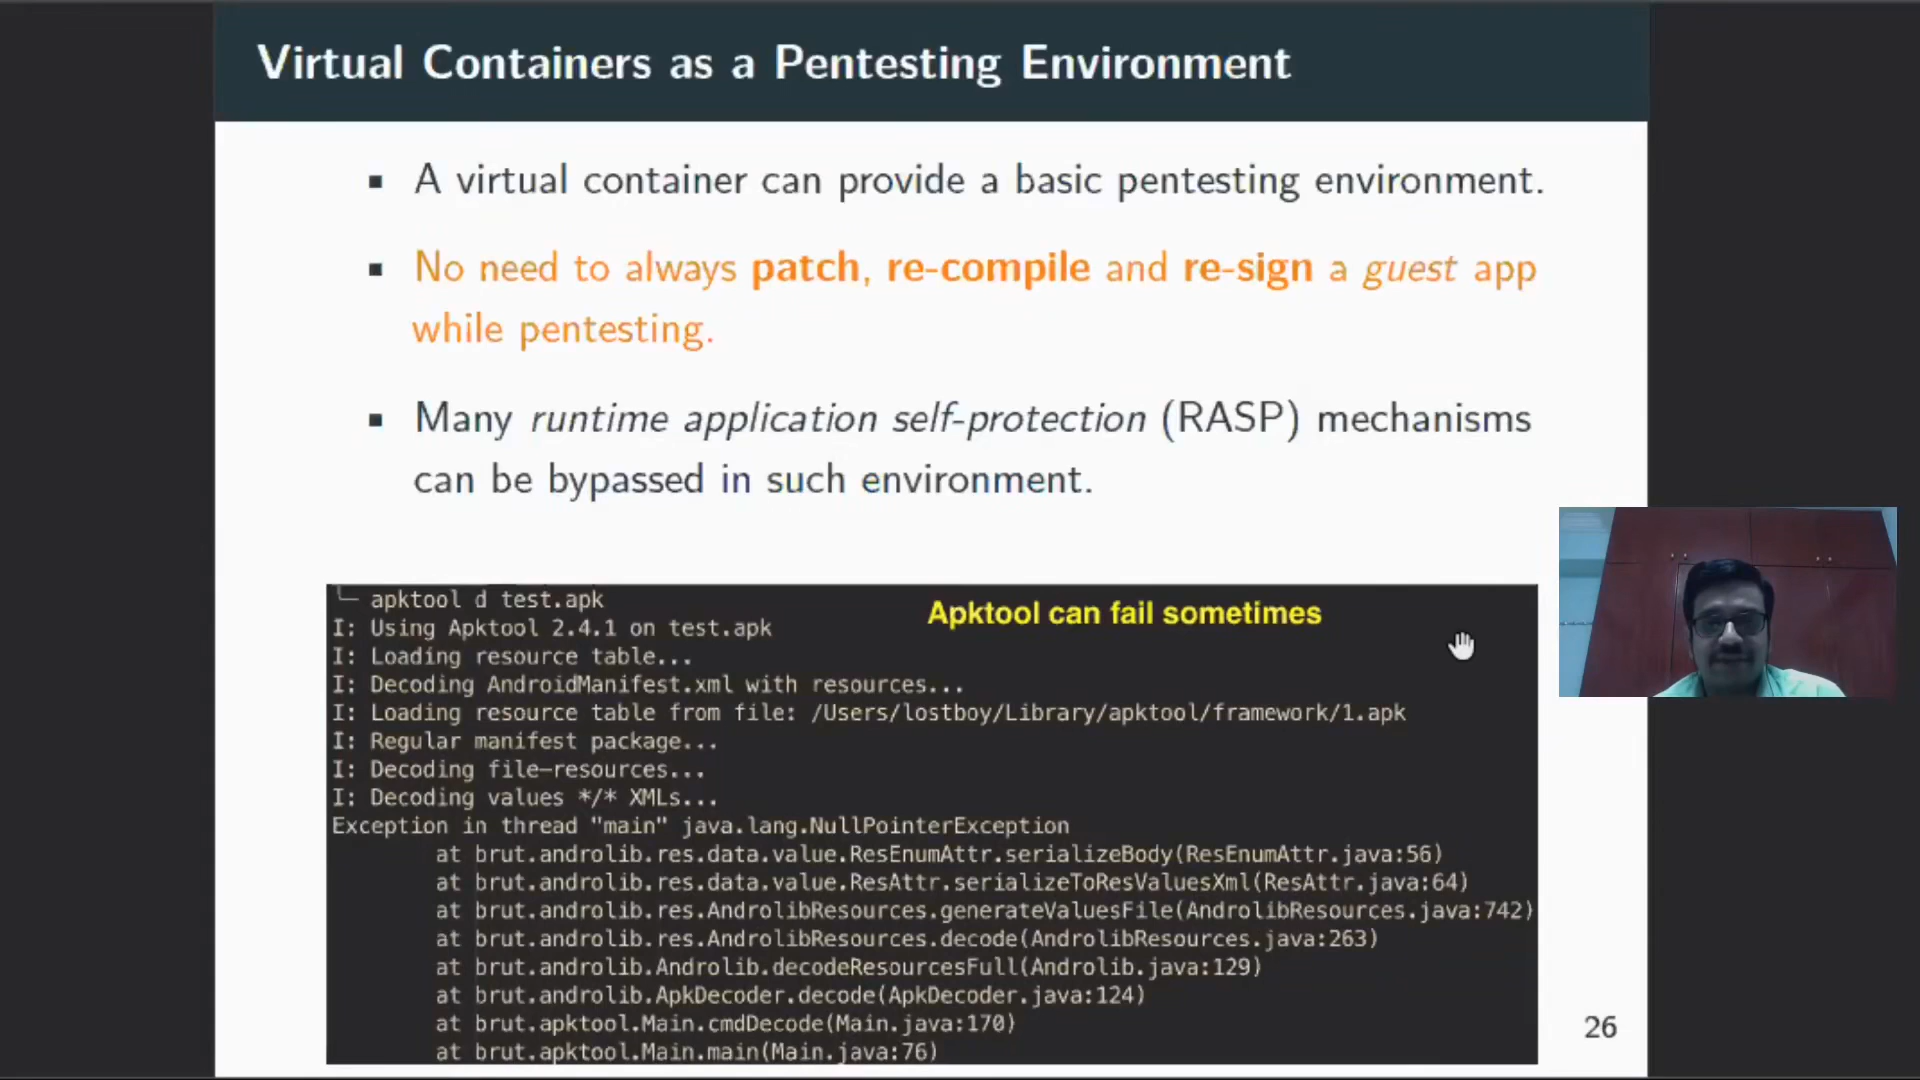 Virtual Containers as a Pentesting Environment
▪ A virtual container can provide a basic pentesting environment.
▪ No need to always patch, re-compile and re-sign a guest app
while pentesting.
▪ Many runtime application self-protection (RASP) mechanisms
can be bypassed in such environment.
└─ apktool d test.apk
Apktool can fail sometimes
I: Using Apktool 2.4.1 on test.apk
I: Loading resource table...
I: Decoding AndroidManifest.xml with resources...
I: Loading resource table from file: /Users/lostboy/Library/apktool/framework/1.apk
I: Regular manifest package...
I: Decoding file-resources...
I: Decoding values */* XMLs...
Exception in thread "main" java.lang.NullPointerException
at brut.androlib.res.data.value.ResEnumAttr.serializeBody(ResEnumAttr.java:56)
at brut.androlib.res.data.value.ResAttr.serializeToResValuesXml(ResAttr.java:64)
at brut.androlib.res.AndrolibResources.generateValuesFile(AndrolibResources.java:742)
at brut.androlib.res.AndrolibResources.decode(AndrolibResources.java:263)
at brut.androlib.Androlib.decodeResourcesFull(Androlib.java:129)
at brut.androlib.ApkDecoder.decode(ApkDecoder.java:124)
at brut.apktool.Main.cmdDecode(Main.java:170)
at brut.apktool.Main.main(Main.java:76)
26